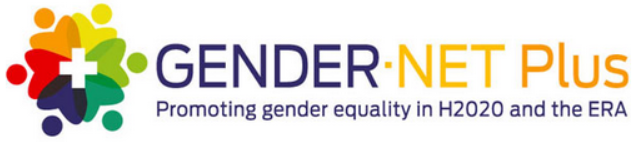 GENDER·NET Plus
Promoting gender equality in H2020 and the ERA